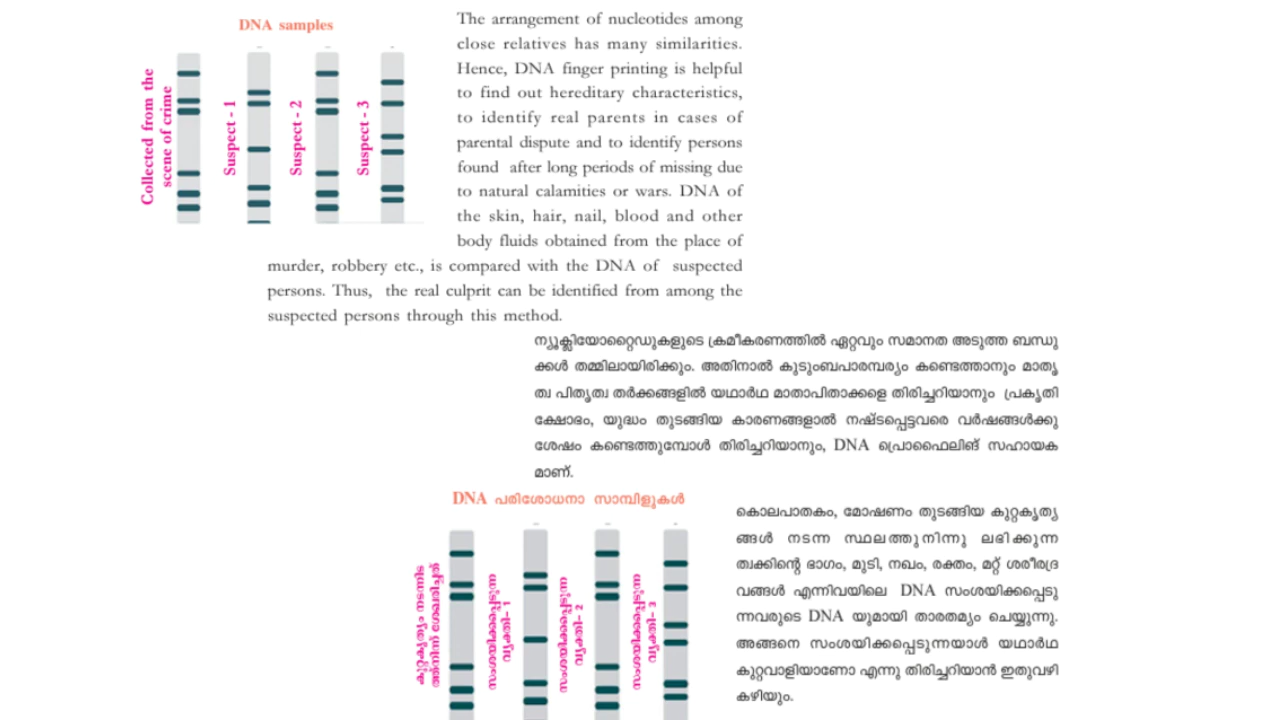 DNA samples
Collected from the
scene of crime
Suspect - 1
Suspect - 2
Suspect - 3
The arrangement of nucleotides among
close relatives has many similarities.
Hence, DNA finger printing is helpful
to find out hereditary characteristics,
to identify real parents in cases of
parental dispute and to identify persons
found after long periods of missing due
to natural calamities or wars. DNA of
the skin, hair, nail, blood and other
body fluids obtained from the place of
murder, robbery etc., is compared with the DNA of suspected
persons. Thus, the real culprit can be identified from among the
suspected persons through this method.
ന്യൂക്ലിയോറ്റൈഡുകളുടെ ക്രമീകരണത്തിൽ ഏറ്റവും സമാനത അടുത്ത ബന്ധു
ക്കൾ തമ്മിലായിരിക്കും. അതിനാൽ കുടുംബപാരമ്പര്യം കണ്ടെത്താനും മാതൃ
ത്വ പിതൃത്വ തർക്കങ്ങളിൽ യഥാർഥ മാതാപിതാക്കളെ തിരിച്ചറിയാനും പ്രകൃതി
ക്ഷോഭം, യുദ്ധം തുടങ്ങിയ കാരണങ്ങളാൽ നഷ്ടപ്പെട്ടവരെ വർഷങ്ങൾക്കു
ശേഷം കണ്ടെത്തുമ്പോൾ തിരിച്ചറിയാനും, DNA പ്രൊഫൈലിങ് സഹായക
മാണ്.
DNA പരിശോധനാ സാമ്പിളുകൾ
കുറ്റകൃത്യം നടന്നിട
ത്ത്നിന്ന് ശേഖരിച്ചത്
സംശയിക്കപ്പെടുന്ന
വ്യക്തി- 1
സംശയിക്കപ്പെടുന്ന
വ്യക്തി- 2
സംശയിക്കപ്പെടുന്ന
വ്യക്തി- 3
കൊലപാതകം, മോഷണം തുടങ്ങിയ കുറ്റകൃത്യ
ങ്ങൾ നടന്ന സ്ഥലത്തുനിന്നു ലഭിക്കുന്ന
ത്വക്കിന്റെ ഭാഗം, മുടി, നഖം, രക്തം, മറ്റ് ശരീരദ്ര
വങ്ങൾ എന്നിവയിലെ DNA സംശയിക്കപ്പെടു
ന്നവരുടെ DNA യുമായി താരതമ്യം ചെയ്യുന്നു.
അങ്ങനെ സംശയിക്കപ്പെടുന്നയാൾ യഥാർഥ
കുറ്റവാളിയാണോ എന്നു തിരിച്ചറിയാൻ ഇതുവഴി
കഴിയും.